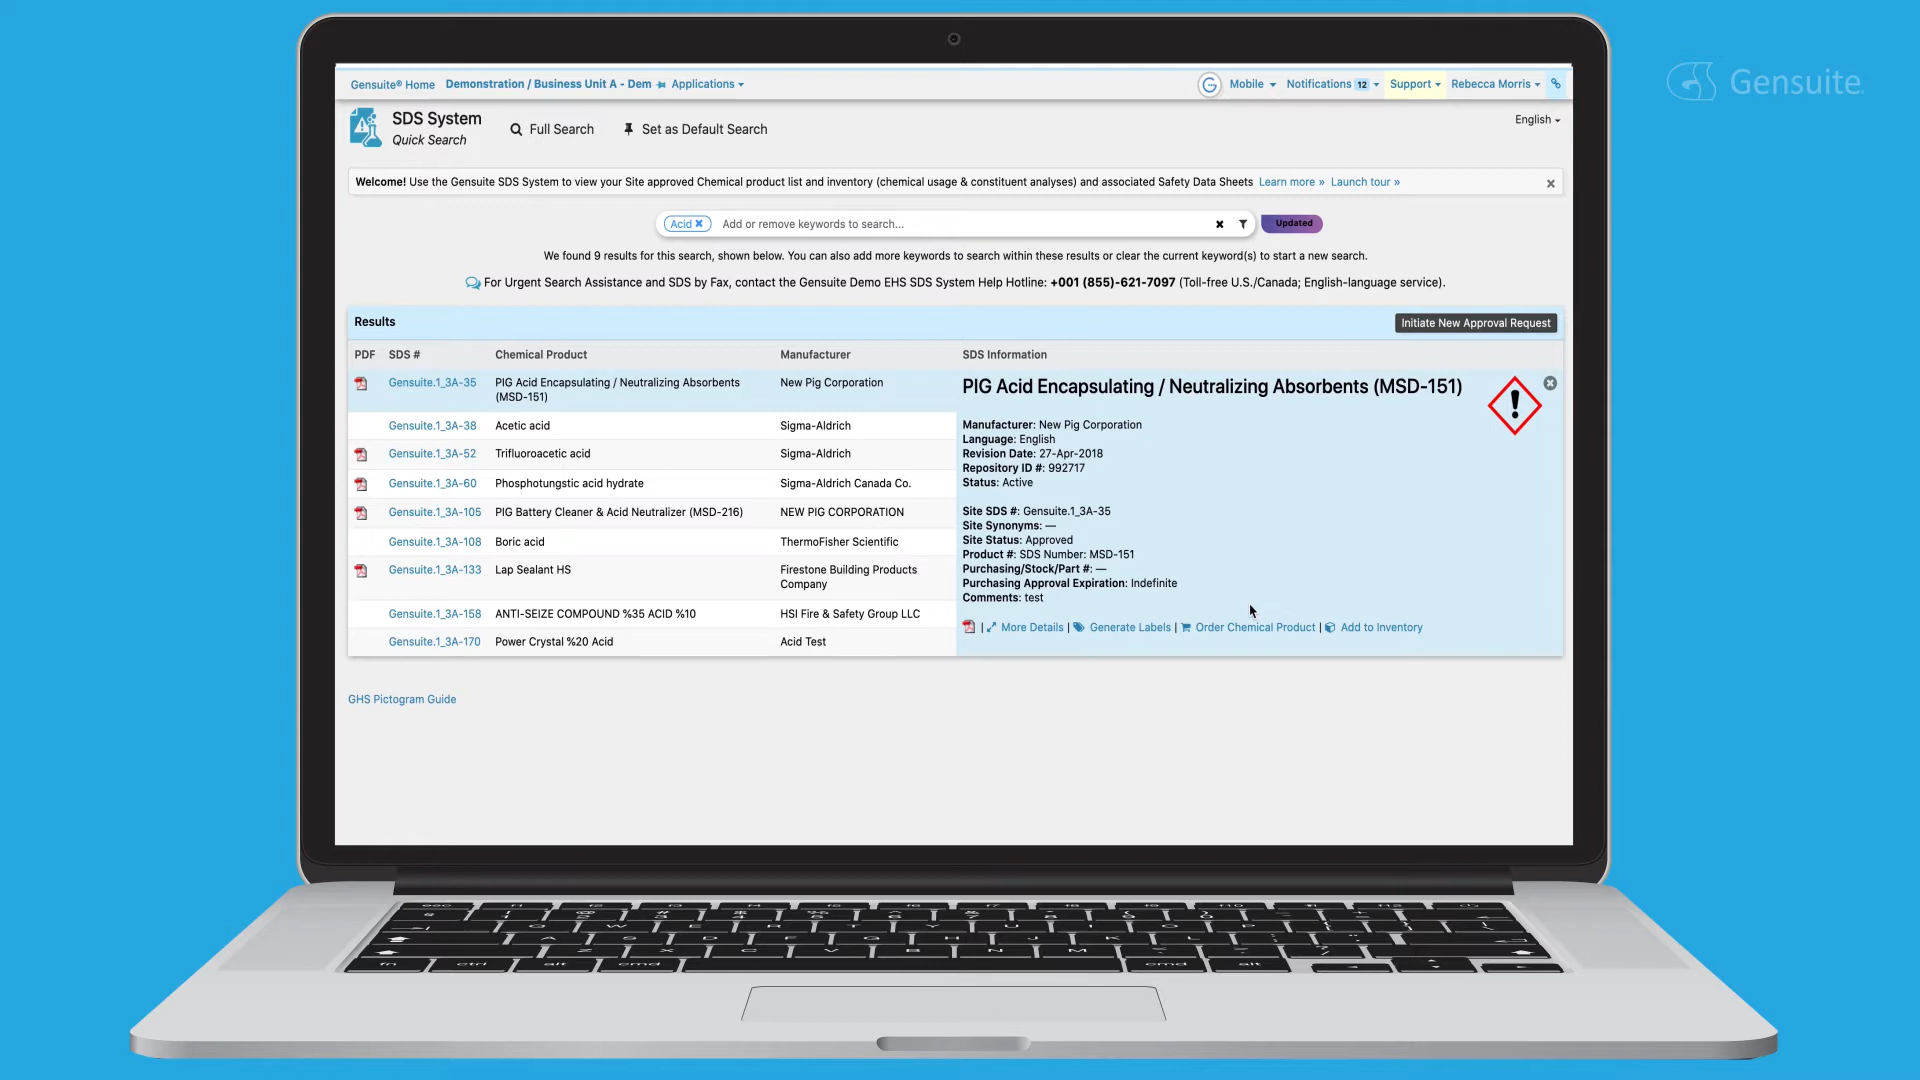 Gensuite
Gensuite® Home Demonstration / Business Unit A - Dem Applications Mobile Notifications 12 Support Rebecca Morris
SDS System
Quick Search
Full Search
Set as Default Search
English
Welcome! Use the Gensuite SDS System to view your Site approved Chemical product list and inventory (chemical usage & constituent analyses) and associated Safety Data Sheets Learn more » Launch tour »
Acid Add or remove keywords to search... Updated
We found 9 results for this search, shown below. You can also add more keywords to search within these results or clear the current keyword(s) to start a new search.
For Urgent Search Assistance and SDS by Fax, contact the Gensuite Demo EHS SDS System Help Hotline: +001 (855)-621-7097 (Toll-free U.S./Canada; English-language service).
Results Initiate New Approval Request
PDF SDS # Chemical Product Manufacturer SDS Information
Gensuite.1_3A-35 PIG Acid Encapsulating / Neutralizing Absorbents New Pig Corporation
(MSD-151)
Gensuite.1_3A-38 Acetic acid Sigma-Aldrich
Gensuite.1_3A-52 Trifluoroacetic acid Sigma-Aldrich
Gensuite.1_3A-60 Phosphotungstic acid hydrate Sigma-Aldrich Canada Co.
Gensuite.1_3A-105 PIG Battery Cleaner & Acid Neutralizer (MSD-216) NEW PIG CORPORATION
Gensuite.1_3A-108 Boric acid ThermoFisher Scientific
Gensuite.1_3A-133 Lap Sealant HS Firestone Building Products
Company
Gensuite.1_3A-158 ANTI-SEIZE COMPOUND %35 ACID %10 HSI Fire & Safety Group LLC
Gensuite.1_3A-170 Power Crystal %20 Acid Acid Test
PIG Acid Encapsulating / Neutralizing Absorbents (MSD-151)
Manufacturer: New Pig Corporation
Language: English
Revision Date: 27-Apr-2018
Repository ID #: 992717
Status: Active
Site SDS #: Gensuite.1_3A-35
Site Synonyms: —
Site Status: Approved
Product #: SDS Number: MSD-151
Purchasing/Stock/Part #: —
Purchasing Approval Expiration: Indefinite
Comments: test
| More Details | Generate Labels | Order Chemical Product | Add to Inventory
GHS Pictogram Guide
fn ctrl alt cmd cmd alt